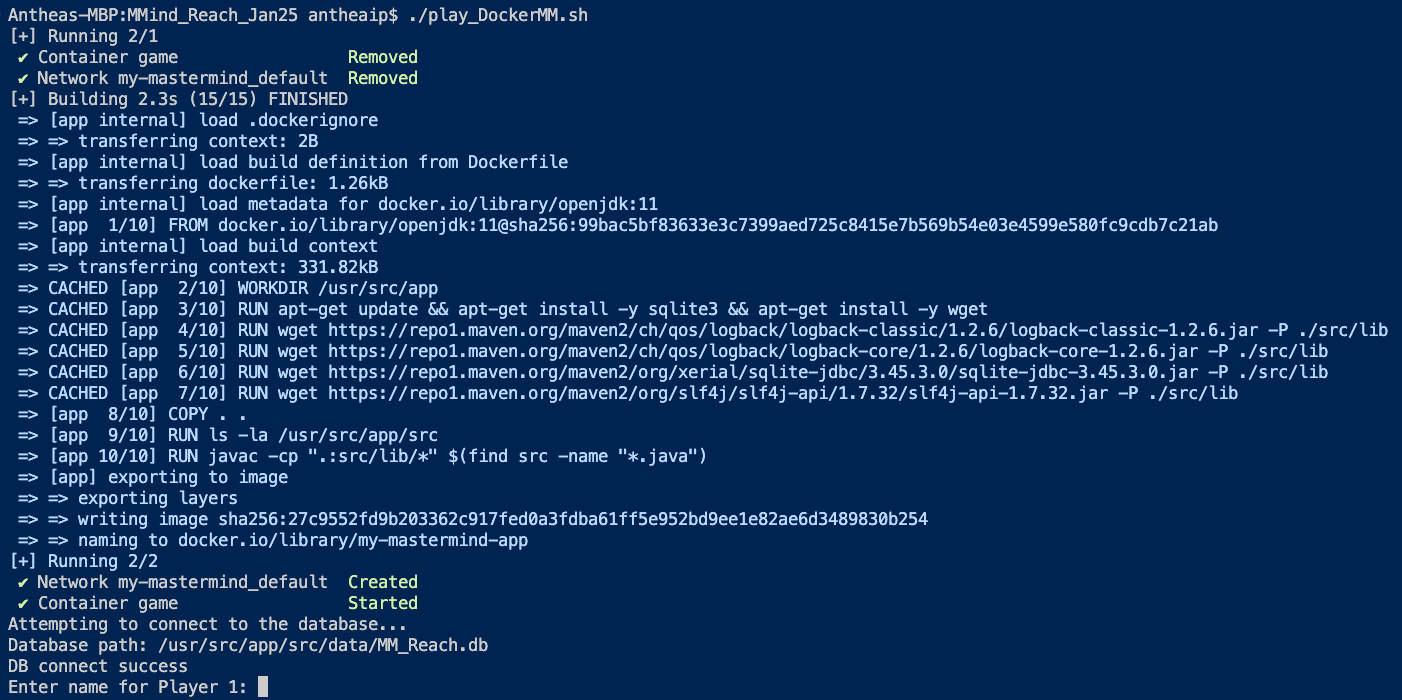 Antheas-MBP:MMind_Reach_Jan25 antheaip$ ./play_DockerMM.sh
[+] Running 2/1
✔ Container game Removed
✔ Network my-mastermind_default Removed
[+] Building 2.3s (15/15) FINISHED
=> [app internal] load .dockerignore
=> => transferring context: 2B
=> [app internal] load build definition from Dockerfile
=> => transferring dockerfile: 1.26kB
=> [app internal] load metadata for docker.io/library/openjdk:11
=> [app 1/10] FROM docker.io/library/openjdk:11@sha256:99bac5bf83633e3c7399aed725c8415e7b569b54e03e4599e580fc9cdb7c21ab
=> [app internal] load build context
=> => transferring context: 331.82kB
=> CACHED [app 2/10] WORKDIR /usr/src/app
=> CACHED [app 3/10] RUN apt-get update && apt-get install -y sqlite3 && apt-get install -y wget
=> CACHED [app 4/10] RUN wget https://repo1.maven.org/maven2/ch/qos/logback/logback-classic/1.2.6/logback-classic-1.2.6.jar -P ./src/lib
=> CACHED [app 5/10] RUN wget https://repo1.maven.org/maven2/ch/qos/logback/logback-core/1.2.6/logback-core-1.2.6.jar -P ./src/lib
=> CACHED [app 6/10] RUN wget https://repo1.maven.org/maven2/org/xerial/sqlite-jdbc/3.45.3.0/sqlite-jdbc-3.45.3.0.jar -P ./src/lib
=> CACHED [app 7/10] RUN wget https://repo1.maven.org/maven2/org/slf4j/slf4j-api/1.7.32/slf4j-api-1.7.32.jar -P ./src/lib
=> [app 8/10] COPY . .
=> [app 9/10] RUN ls -la /usr/src/app/src
=> [app 10/10] RUN javac -cp ".:src/lib/*" $(find src -name "*.java")
=> [app] exporting to image
=> => exporting layers
=> => writing image sha256:27c9552fd9b203362c917fed0a3fdba61ff5e952bd9ee1e82ae6d3489830b254
=> => naming to docker.io/library/my-mastermind-app
[+] Running 2/2
✔ Network my-mastermind_default Created
✔ Container game Started
Attempting to connect to the database...
Database path: /usr/src/app/src/data/MM_Reach.db
DB connect success
Enter name for Player 1: